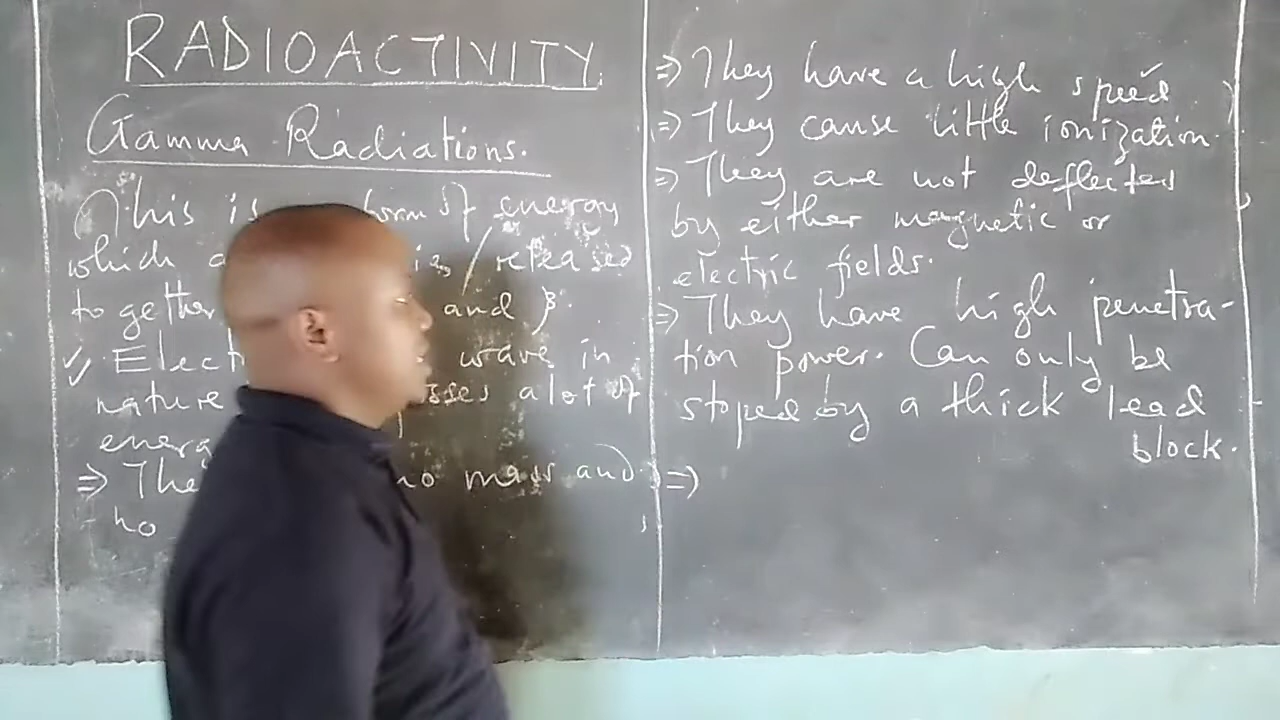 RADIOACTIVITY.
Gamma Radiations.
This is form of energy
which released
together and β.
✓ Elect wave in
nature sses alot of
energ
⇒ The no mass and
no
⇒ They have a high speed
⇒ They cause little ionization.
⇒ They are not deflected
by either magnetic or
electric fields.
⇒ They have high penetra-
tion power. Can only be
stoped by a thick lead
block.
⇒